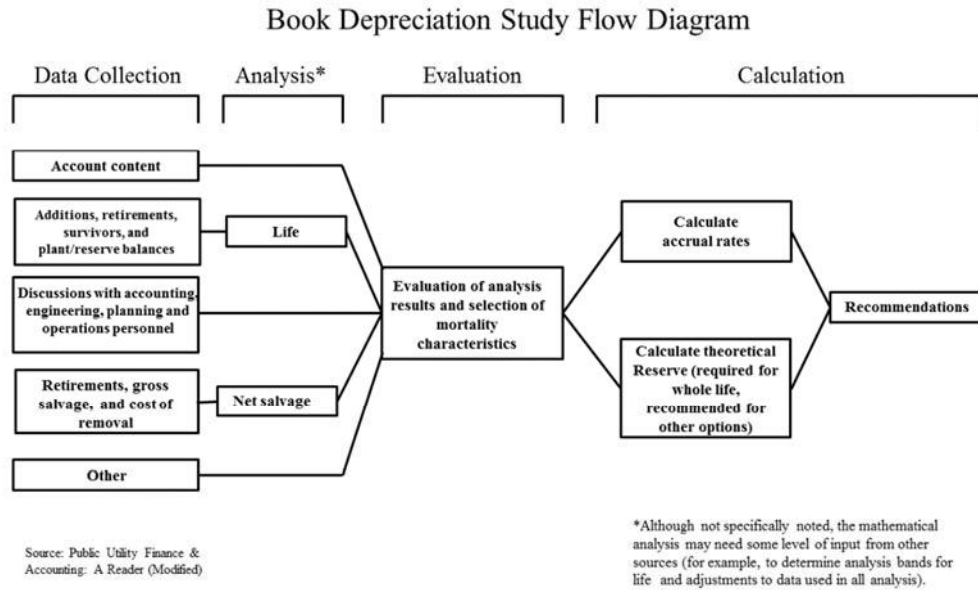 Book Depreciation Study Flow Diagram
Data Collection
Analysis*
Evaluation
Calculation
Account content
Additions, retirements,
survivors, and
plant/reserve balances
Life
Discussions with accounting,
engineering, planning and
operations personnel
Retirements, gross
salvage, and cost of
removal
Net salvage
Other
Evaluation of analysis
results and selection of
mortality
characteristics
Calculate
accrual rates
Calculate theoretical
Reserve (required for
whole life,
recommended for
other options)
Recommendations
Source: Public Utility Finance &
Accounting: A Reader (Modified)
*Although not specifically noted, the mathematical
analysis may need some level of input from other
sources (for example, to determine analysis bands for
life and adjustments to data used in all analysis).